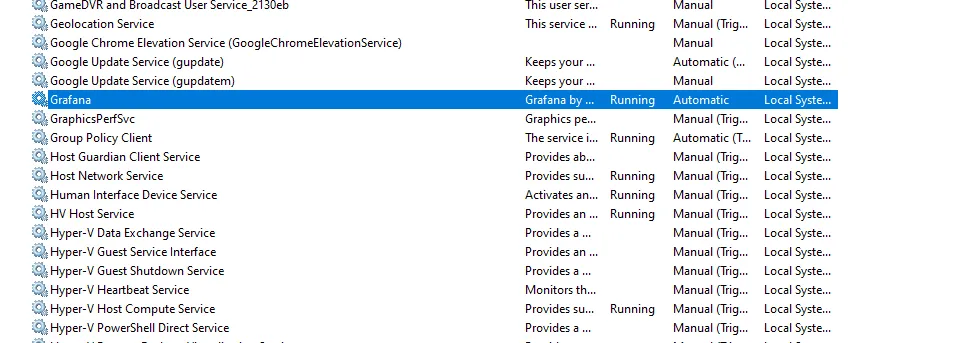 GameDVR and Broadcast User Service_2130eb This user ser... Manual Local Syste...
Geolocation Service This service ... Running Manual (Trig... Local Syste...
Google Chrome Elevation Service (GoogleChromeElevationService) Manual Local Syste...
Google Update Service (gupdate) Keeps your ... Automatic (... Local Syste...
Google Update Service (gupdatem) Keeps your ... Manual Local Syste...
Grafana Grafana by ... Running Automatic Local Syste...
GraphicsPerfSvc Graphics pe... Manual (Trig... Local Syste...
Group Policy Client The service i... Running Automatic (T... Local Syste...
Host Guardian Client Service Provides ab... Manual (Trig... Local Syste...
Host Network Service Provides su... Running Manual (Trig... Local Syste...
Human Interface Device Service Activates an... Running Manual (Trig... Local Syste...
HV Host Service Provides an ... Running Manual (Trig... Local Syste...
Hyper-V Data Exchange Service Provides a ... Manual (Trig... Local Syste...
Hyper-V Guest Service Interface Provides an ... Manual (Trig... Local Syste...
Hyper-V Guest Shutdown Service Provides a ... Manual (Trig... Local Syste...
Hyper-V Heartbeat Service Monitors th... Manual (Trig... Local Syste...
Hyper-V Host Compute Service Provides su... Running Manual (Trig... Local Syste...
Hyper-V PowerShell Direct Service Provides a ... Manual (Trig... Local Syste...